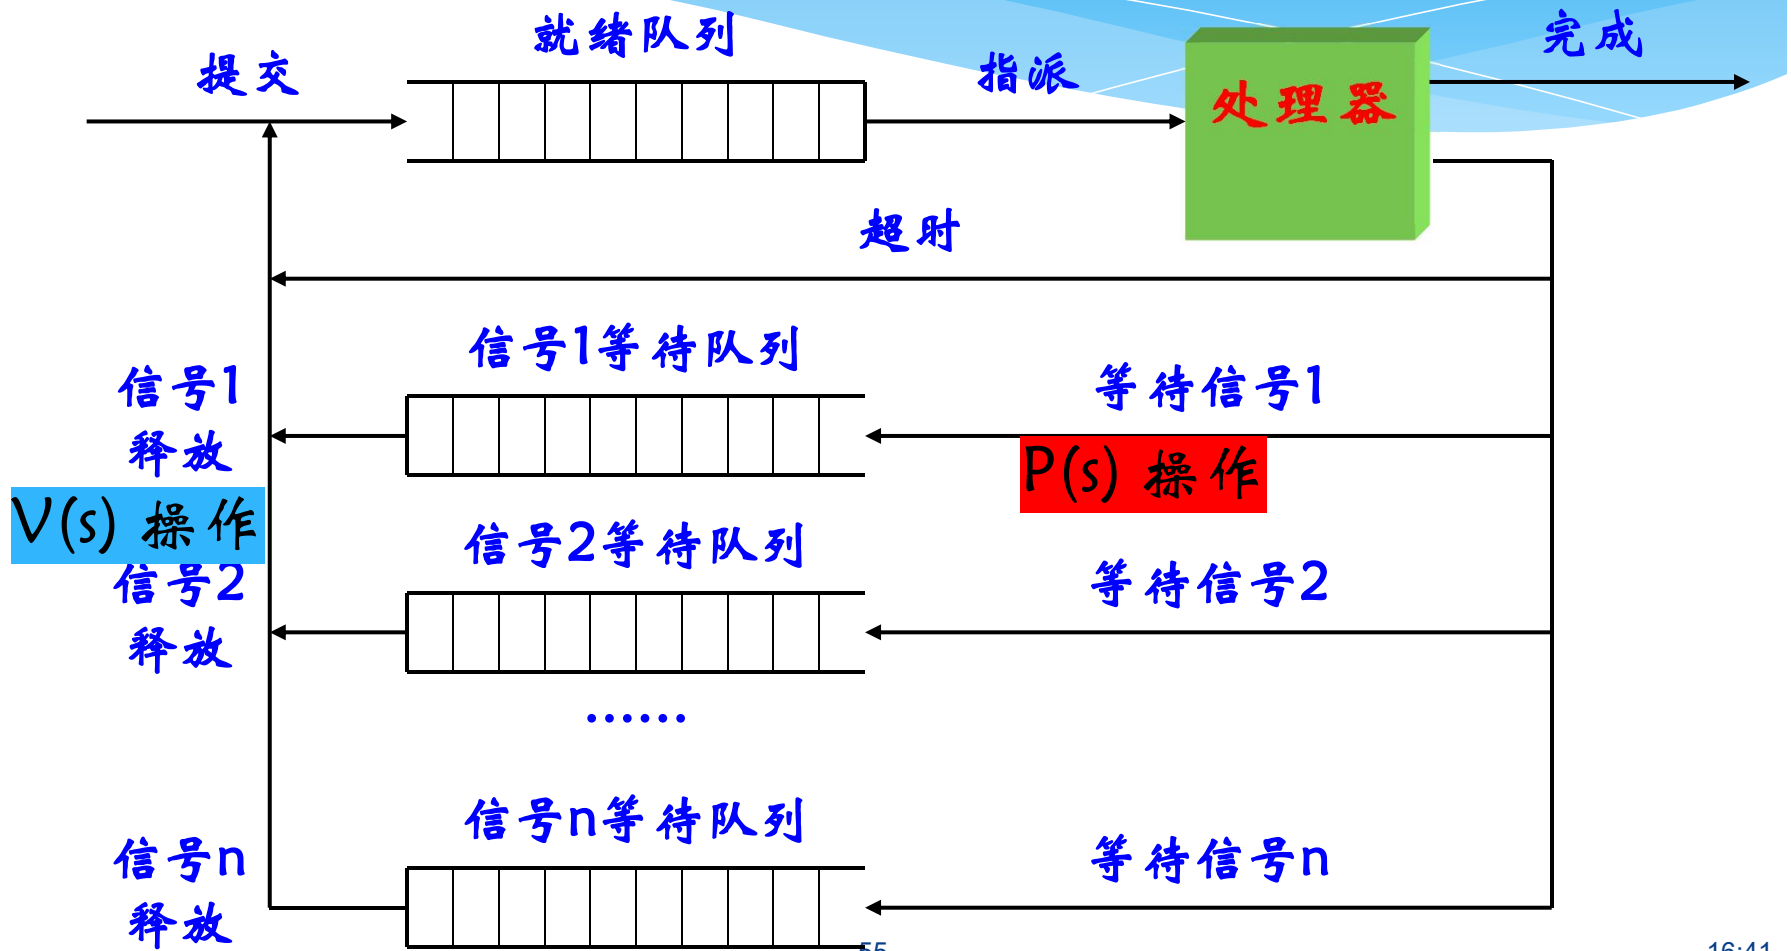 提交
就绪队列
指派
处理器
完成
超时
信号1等待队列
等待信号1
信号1
释放
P(s) 操作
V(s) 操作
信号2等待队列
等待信号2
信号2
释放
······
信号n等待队列
等待信号n
信号n
释放
55
16:41